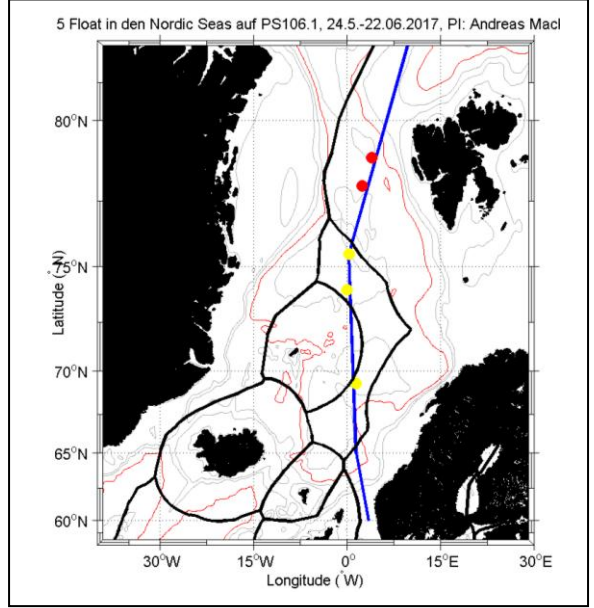 5 Float in den Nordic Seas auf PS106.1, 24.5.-22.06.2017, PI: Andreas Macl
80°N
75°N
70°N
65°N
60°N
Latitude (°N)
30°W
15°W
0°
15°E
30°E
Longitude (°W)